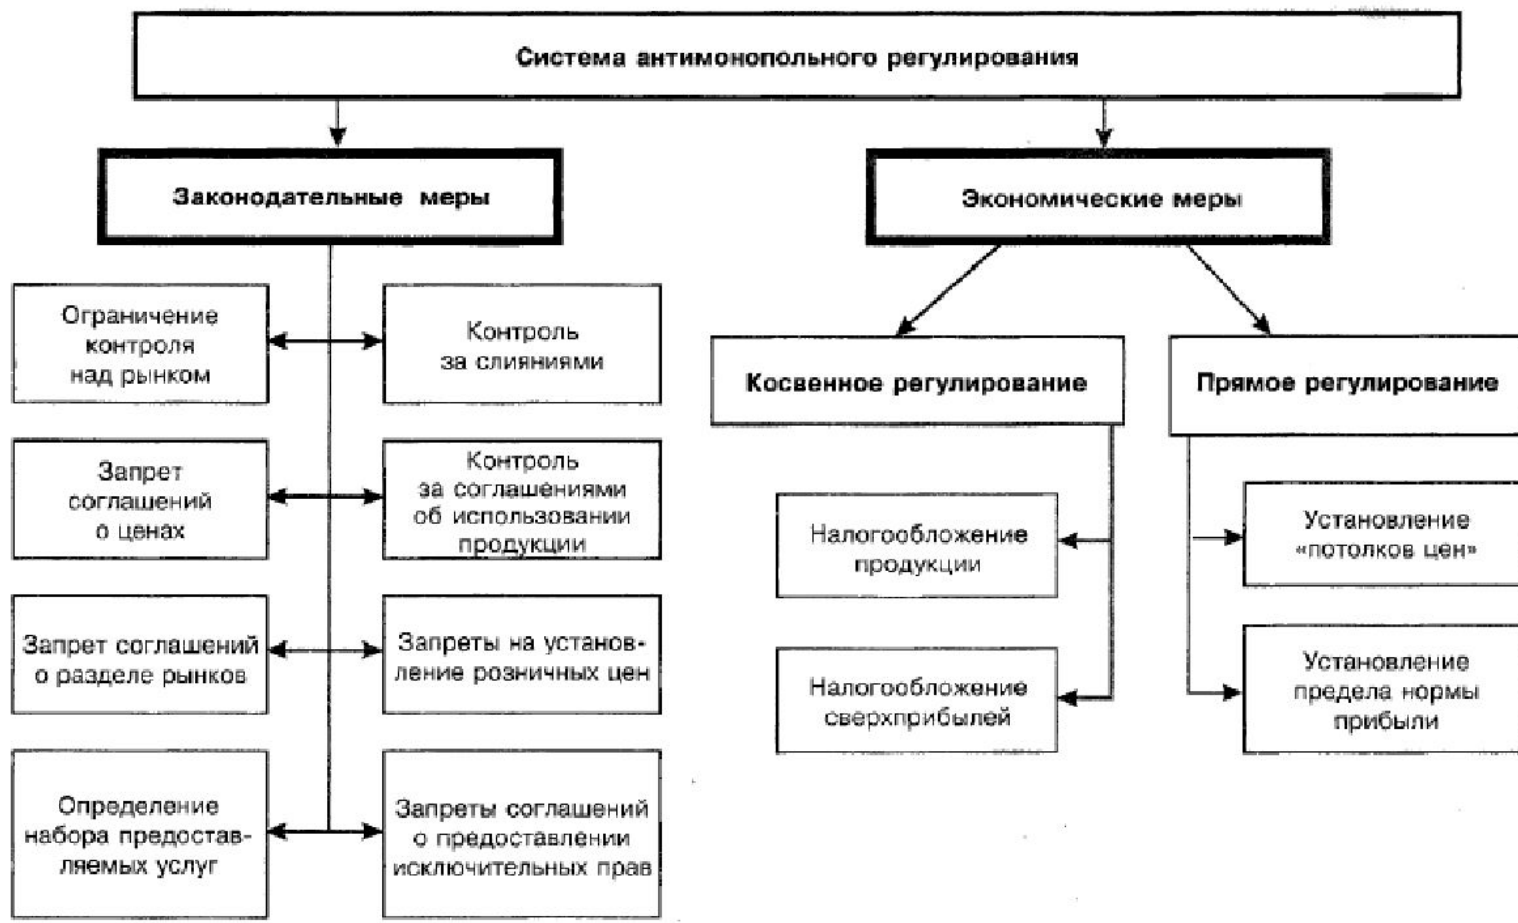 Система антимонопольного регулирования
Законодательные меры
Экономические меры
Ограничение
контроля
над рынком
Контроль
за слияниями
Запрет
соглашений
о ценах
Контроль
за соглашениями
об использовании
продукции
Запрет соглашений
о разделе рынков
Запреты на установ-
ление розничных цен
Определение
набора предостав-
ляемых услуг
Запреты соглашений
о предоставлении
исключительных прав
Косвенное регулирование
Прямое регулирование
Налогообложение
продукции
Налогообложение
сверхприбылей
Установление
«потолков цен»
Установление
предела нормы
прибыли